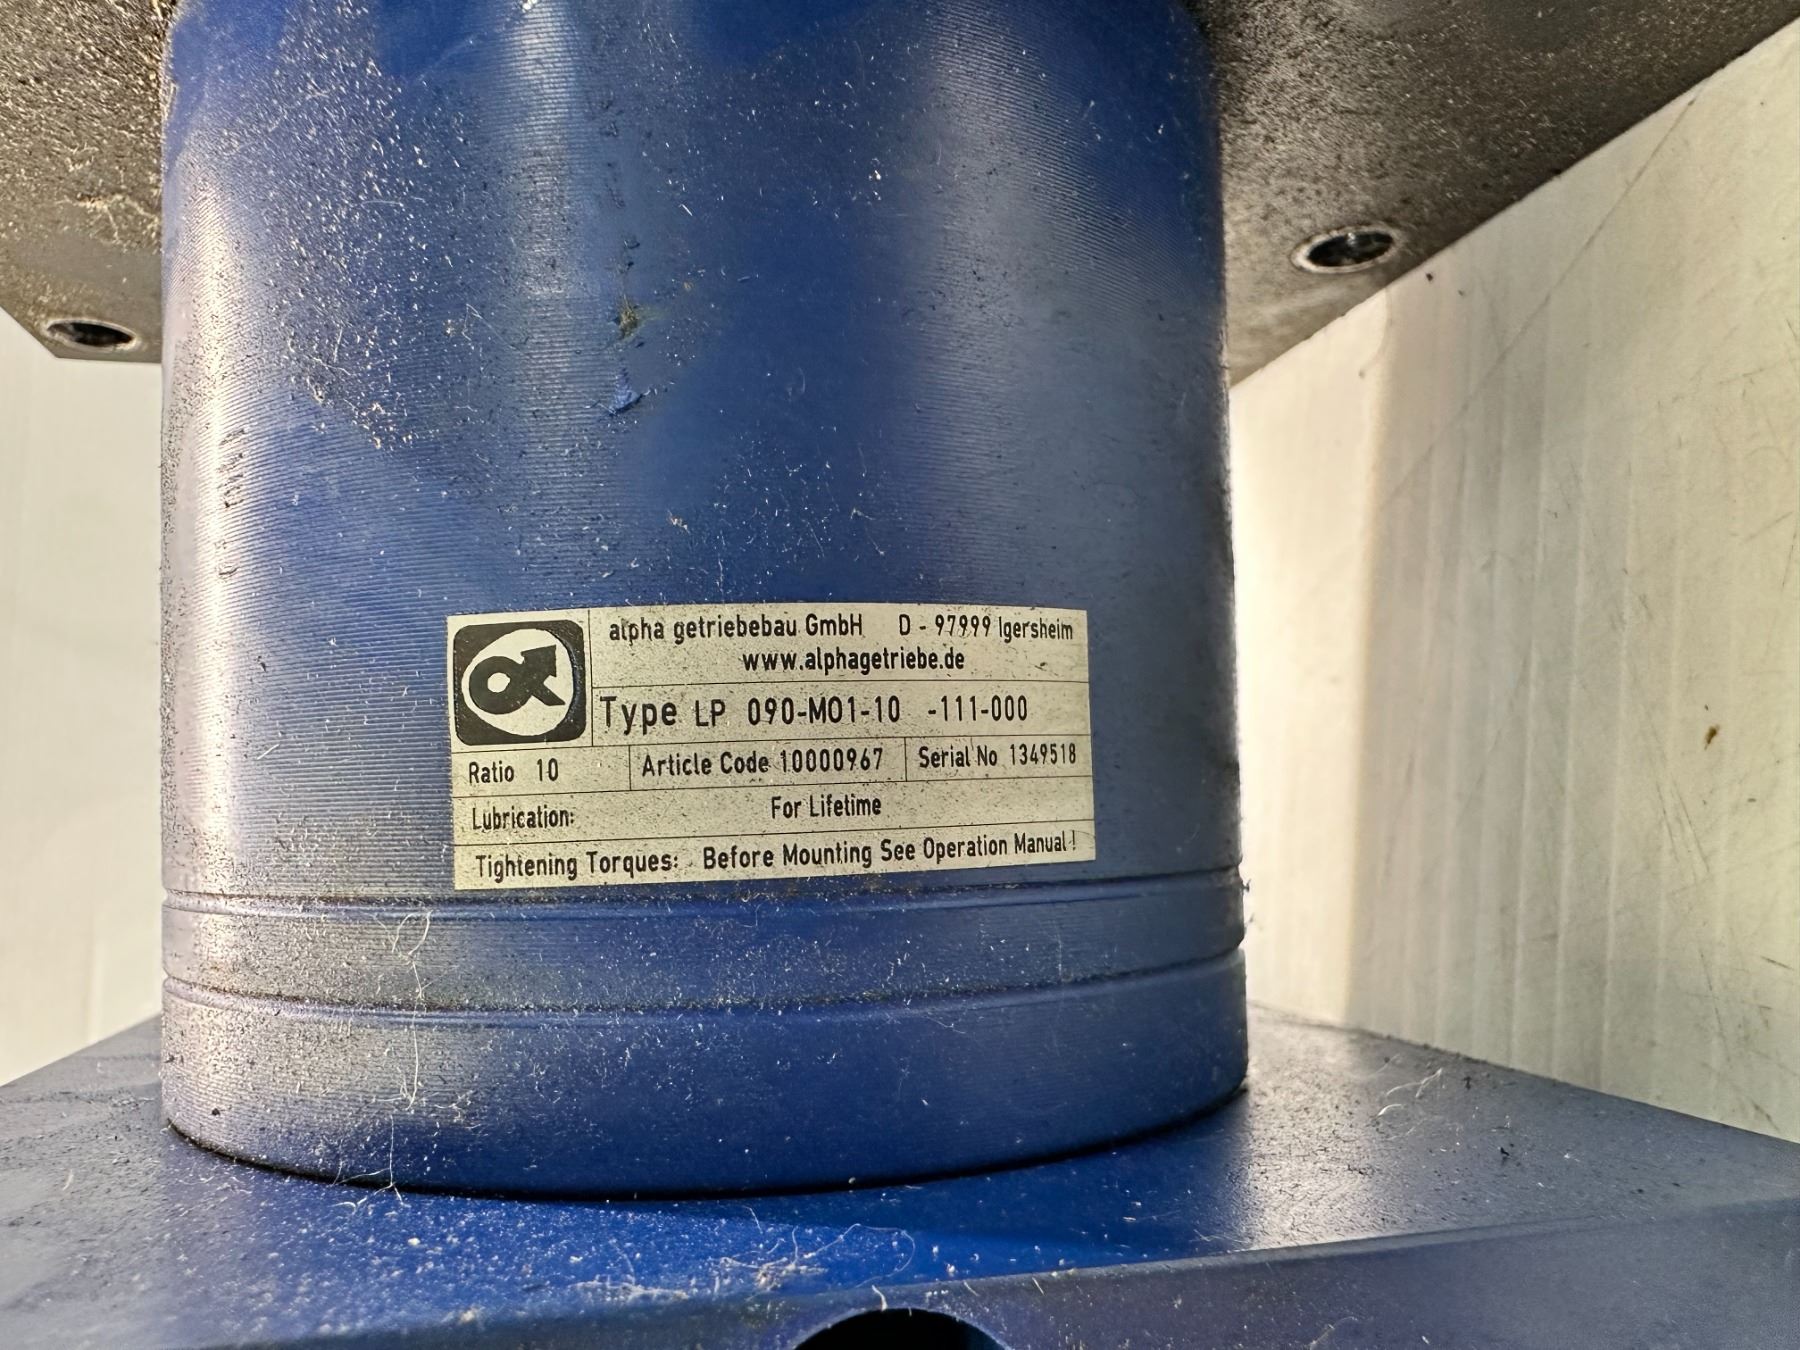 alpha getriebebau GmbH D - 97999 Igersheim
www.alphagetriebe.de
Type LP 090-M01-10 -111-000
Ratio 10 Article Code 10000967 Serial No 1349518
Lubrication: For Lifetime
Tightening Torques: Before Mounting See Operation Manual!